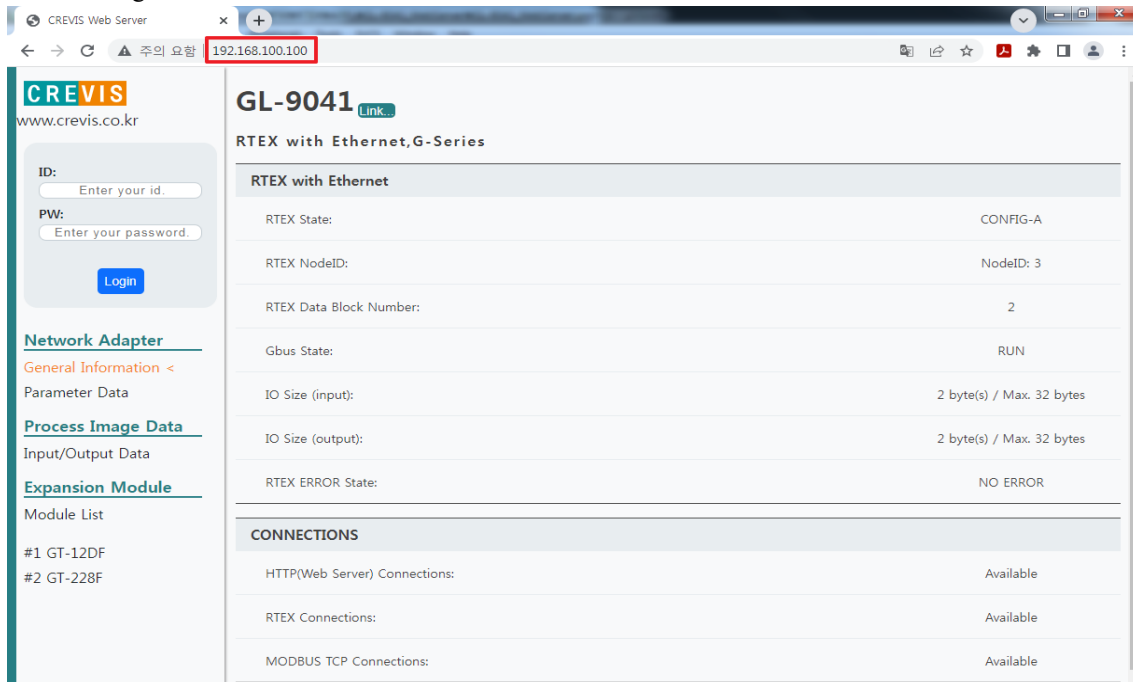 CREVIS Web Server
주의 요함
192.168.100.100
CREVIS
www.crevis.co.kr
ID:
Enter your id.
PW:
Enter your password.
Login
Network Adapter
General Information <
Parameter Data
Process Image Data
Input/Output Data
Expansion Module
Module List
#1 GT-12DF
#2 GT-228F
GL-9041 Link...
RTEX with Ethernet,G-Series
RTEX with Ethernet
RTEX State: CONFIG-A
RTEX NodeID: NodeID: 3
RTEX Data Block Number: 2
Gbus State: RUN
IO Size (input): 2 byte(s) / Max. 32 bytes
IO Size (output): 2 byte(s) / Max. 32 bytes
RTEX ERROR State: NO ERROR
CONNECTIONS
HTTP(Web Server) Connections: Available
RTEX Connections: Available
MODBUS TCP Connections: Available